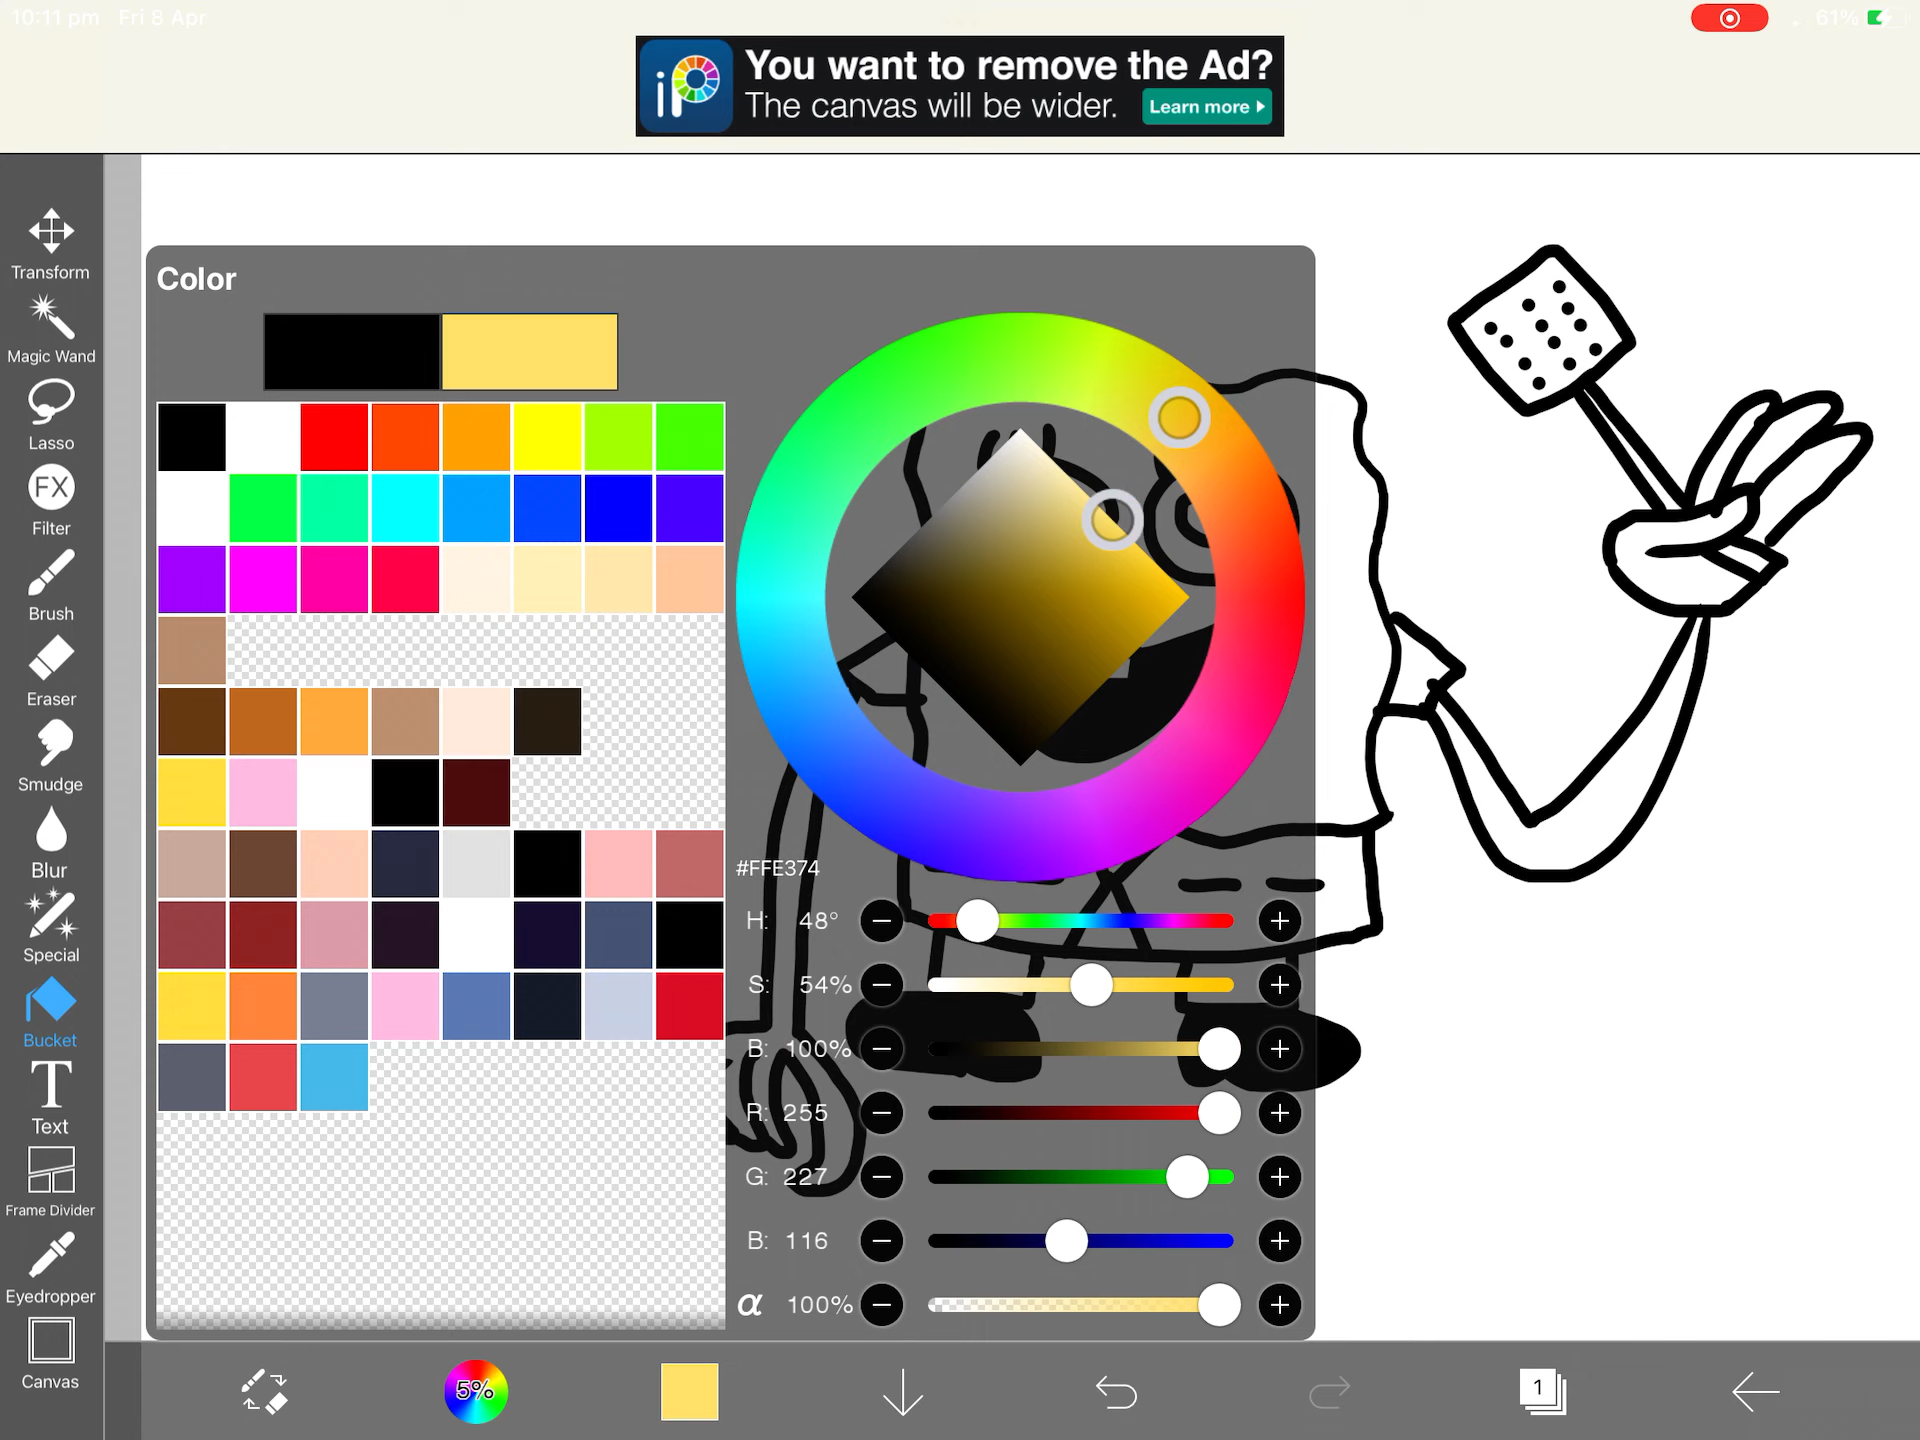 10:11 pm Fri 8 Apr
61%
iP
You want to remove the Ad?
The canvas will be wider.
Learn more
Transform
Magic Wand
Lasso
FX
Filter
Brush
Eraser
Smudge
Blur
Special
Bucket
T
Text
Frame Divider
Eyedropper
Canvas
Color
#FFE374
H: 48°
S: 54%
B: 100%
R: 255
G: 227
B: 116
α 100%
5%
1